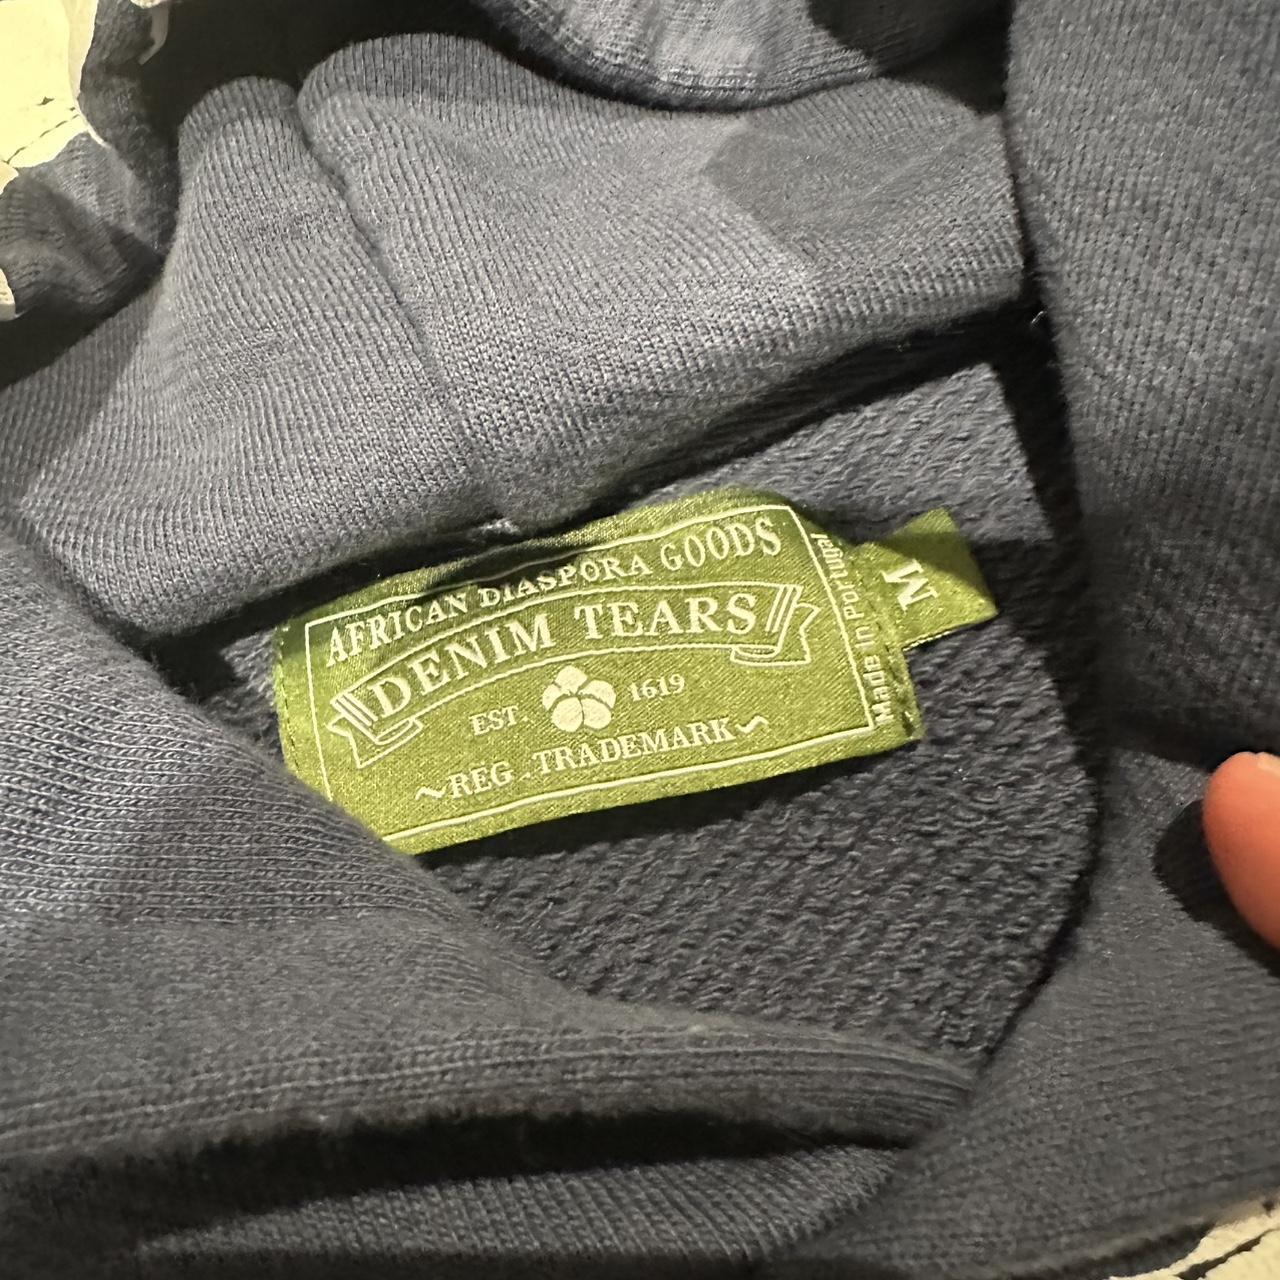 AFRICAN DIASPORA GOODS
DENIM TEARS
EST. 1619
~REG.TRADEMARK~
Made in Portugal
M